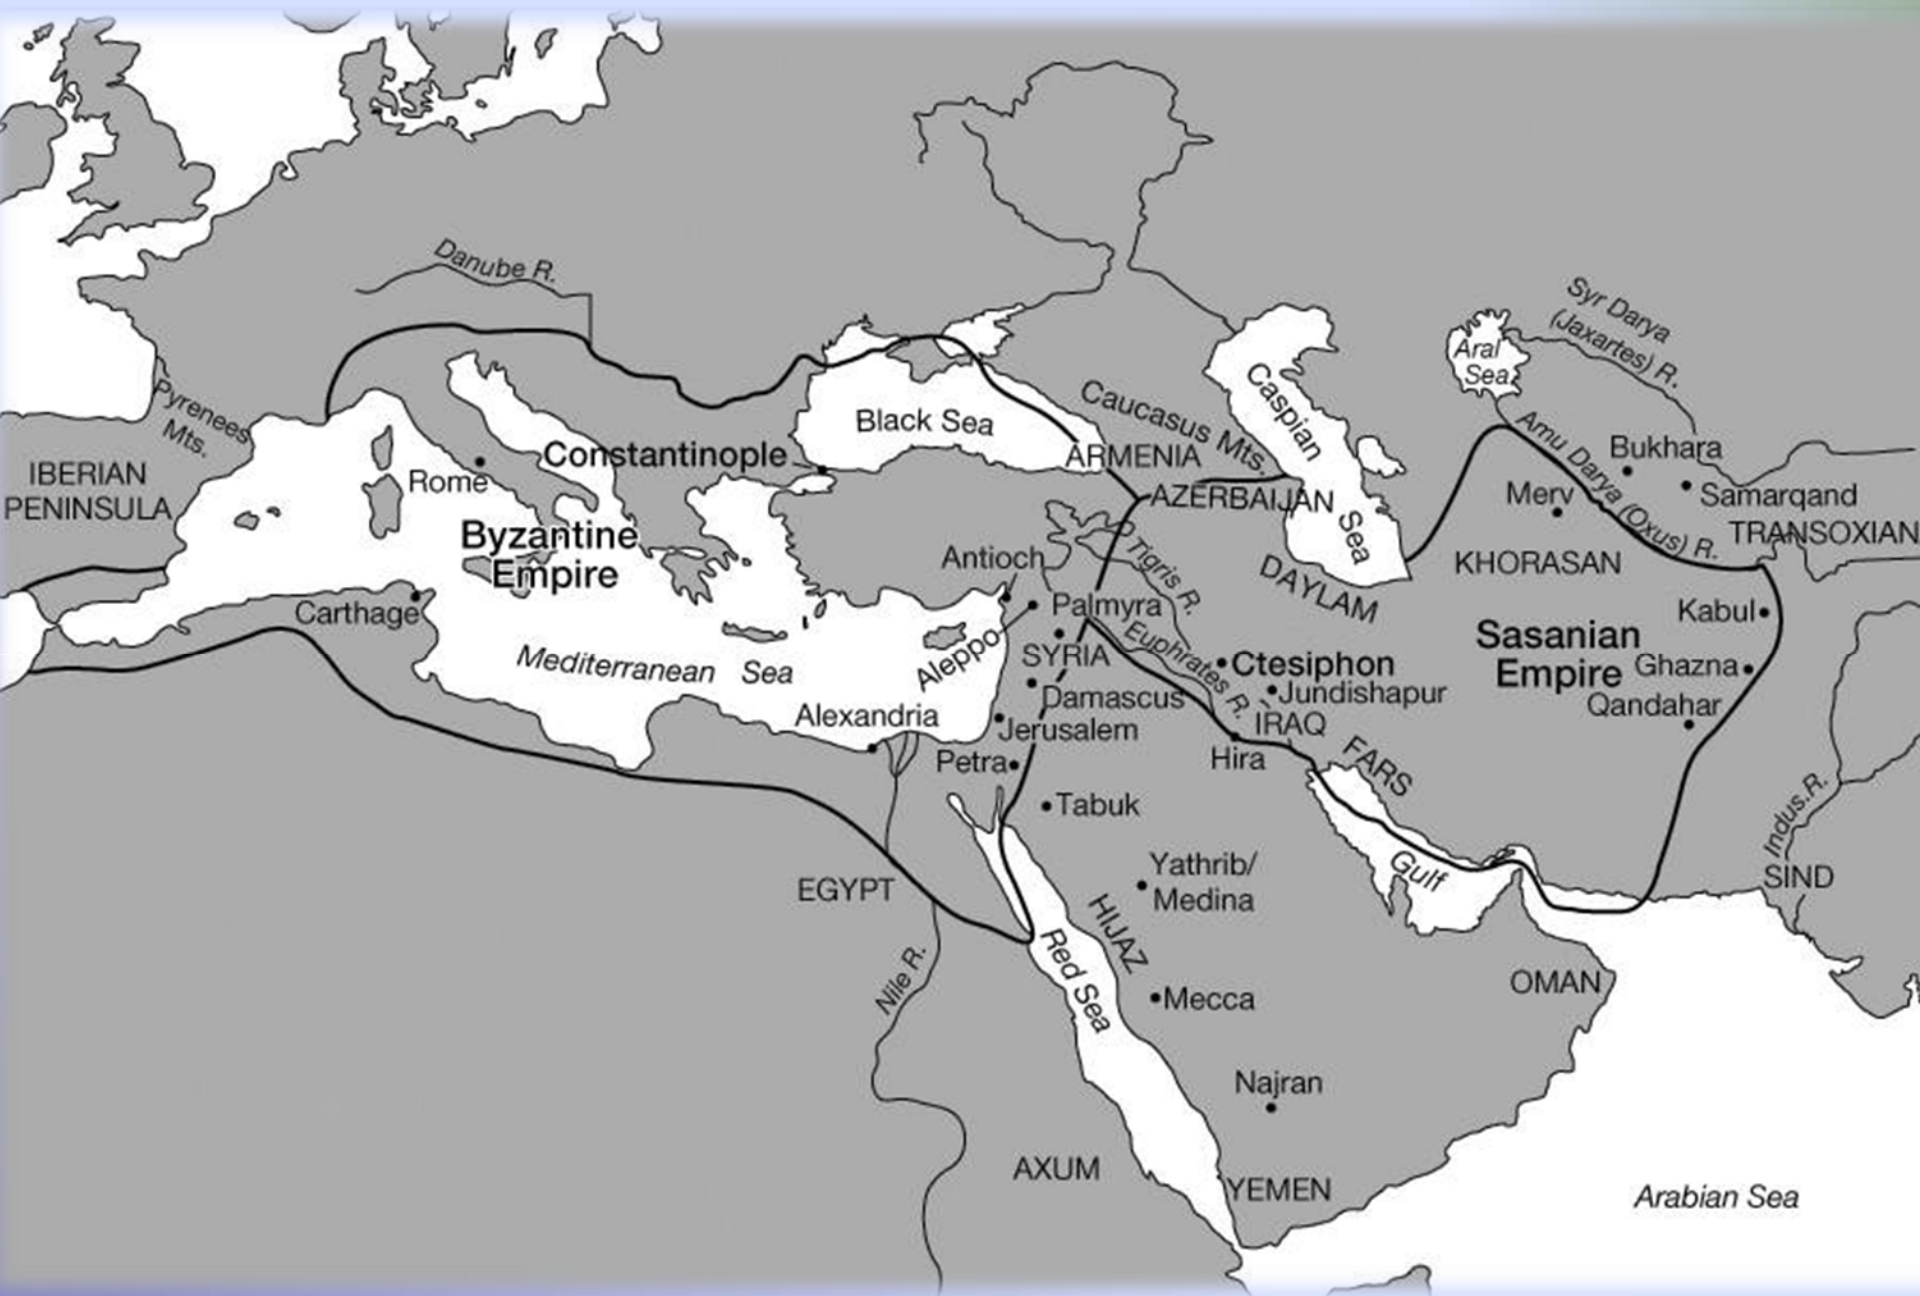 Danube R.
Syr Darya
(Jaxartes) R.
Aral
Sea
Pyrenees
Mts.
Black Sea
Caucasus Mts.
Caspian
Sea
Amu Darya (Oxus) R.
Bukhara
IBERIAN
PENINSULA
Rome
Constantinople
ARMENIA
AZERBAIJAN
Merv
Samarqand
TRANSOXIAN
Byzantine
Empire
Antioch
Tigris R.
DAYLAM
KHORASAN
Carthage
Palmyra
Kabul
Aleppo
SYRIA
Euphrates R.
Ctesiphon
Sasanian
Empire
Ghazna
Mediterranean Sea
Damascus
Jundishapur
Qandahar
Alexandria
Jerusalem
IRAQ
Petra
Hira
FARS
Tabuk
Indus R.
EGYPT
Yathrib/
Medina
Gulf
SIND
HIJAZ
Nile R.
Red Sea
Mecca
OMAN
Najran
AXUM
YEMEN
Arabian Sea